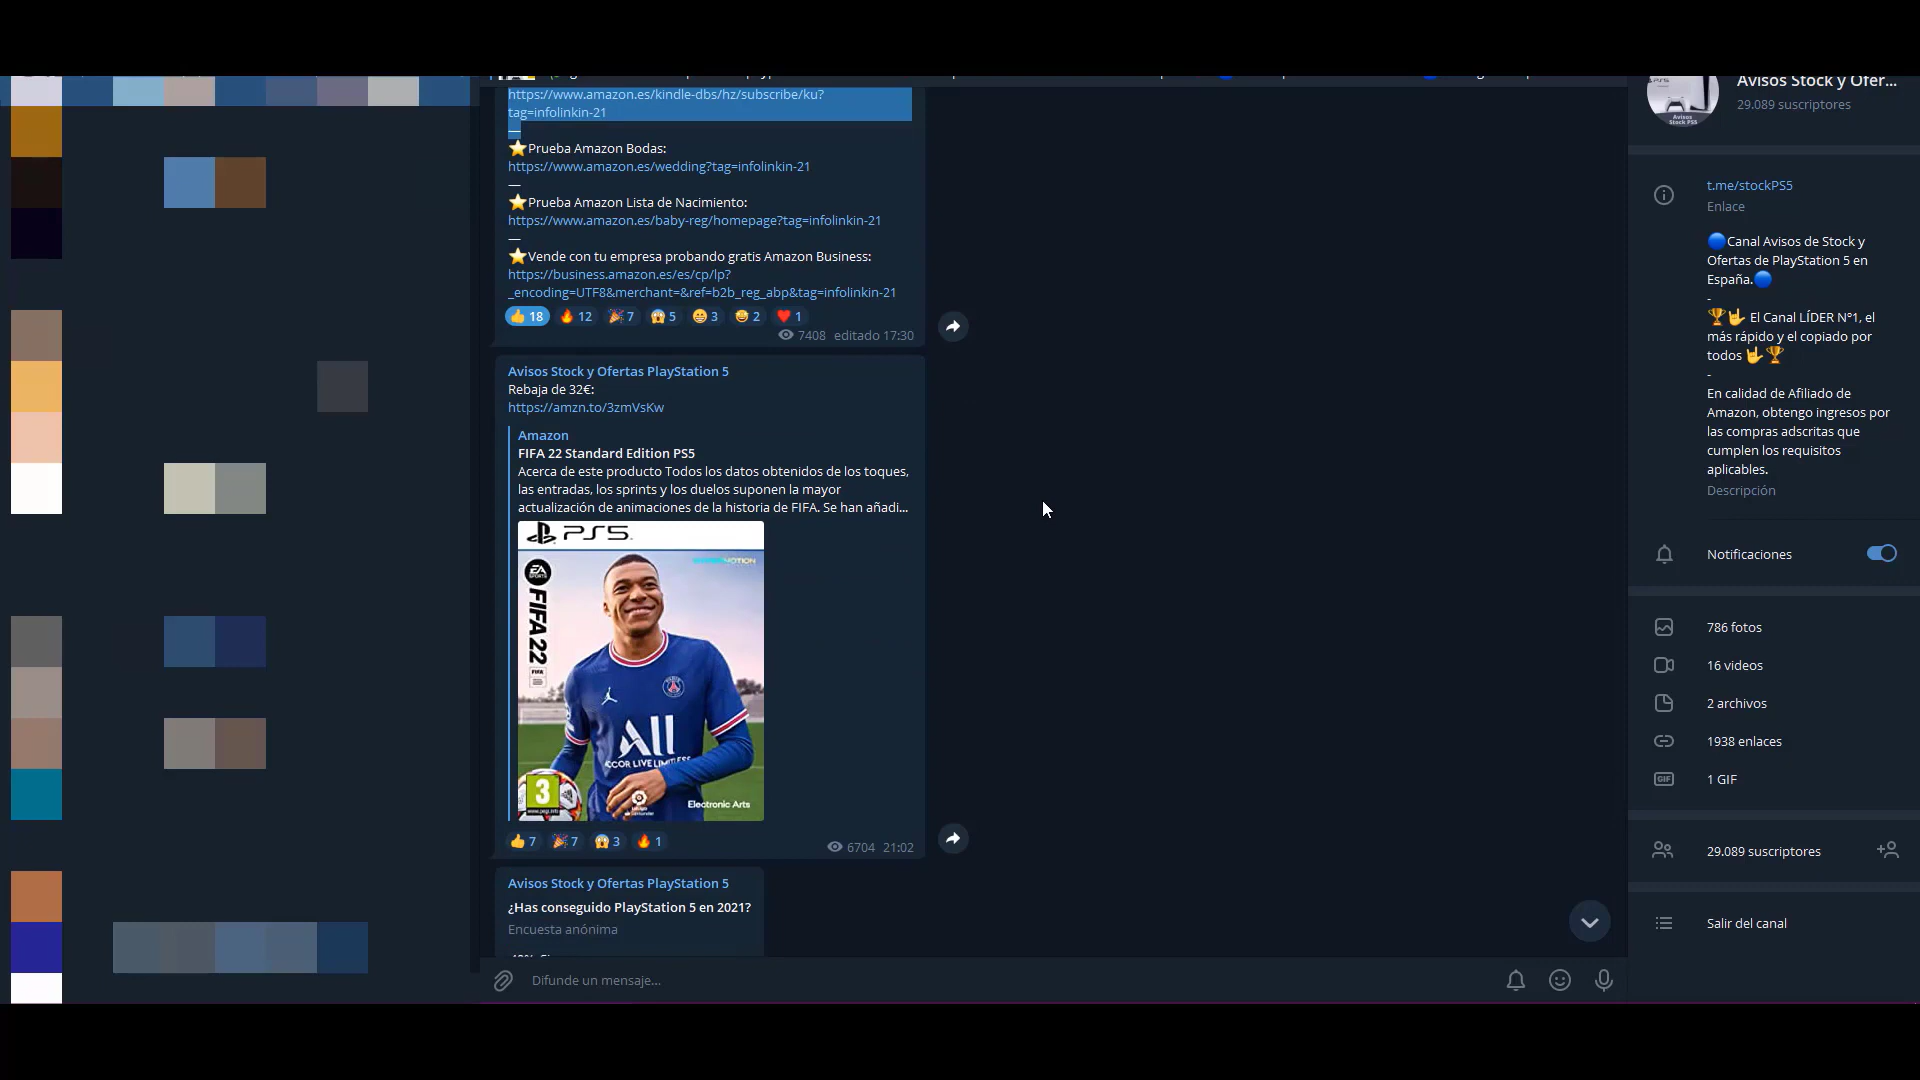 https://www.amazon.es/kindle-dbs/hz/subscribe/ku?
tag=infolinkin-21
—
⭐Prueba Amazon Bodas:
https://www.amazon.es/wedding?tag=infolinkin-21
—
⭐Prueba Amazon Lista de Nacimiento:
https://www.amazon.es/baby-reg/homepage?tag=infolinkin-21
—
⭐Vende con tu empresa probando gratis Amazon Business:
https://business.amazon.es/es/cp/lp?
_encoding=UTF8&merchant=&ref=b2b_reg_abp&tag=infolinkin-21
👍 18 🔥 12 🎉 7 😱 5 😁 3 🤩 2 ❤️ 1
7408 editado 17:30
Avisos Stock y Ofertas PlayStation 5
Rebaja de 32€:
https://amzn.to/3zmVsKw
Amazon
FIFA 22 Standard Edition PS5
Acerca de este producto Todos los datos obtenidos de los toques,
las entradas, los sprints y los duelos suponen la mayor
actualización de animaciones de la historia de FIFA. Se han añadi...
PS5
EA
SPORTS
FIFA 22
All
ACCOR LIVE LIMITLESS
3
Electronic Arts
👍 7 🎉 7 😱 3 🔥 1
6704 21:02
Avisos Stock y Ofertas PlayStation 5
¿Has conseguido PlayStation 5 en 2021?
Encuesta anónima
Difunde un mensaje...
Avisos Stock y Ofer...
29.089 suscriptores
Avisos
Stock PS5
t.me/stockPS5
Enlace
🔵Canal Avisos de Stock y
Ofertas de PlayStation 5 en
España.🔵
-
🏆🤟 El Canal LÍDER Nº1, el
más rápido y el copiado por
todos 🤟🏆
-
En calidad de Afiliado de
Amazon, obtengo ingresos por
las compras adscritas que
cumplen los requisitos
aplicables.
Descripción
Notificaciones
786 fotos
16 videos
2 archivos
1938 enlaces
GIF 1 GIF
29.089 suscriptores
Salir del canal